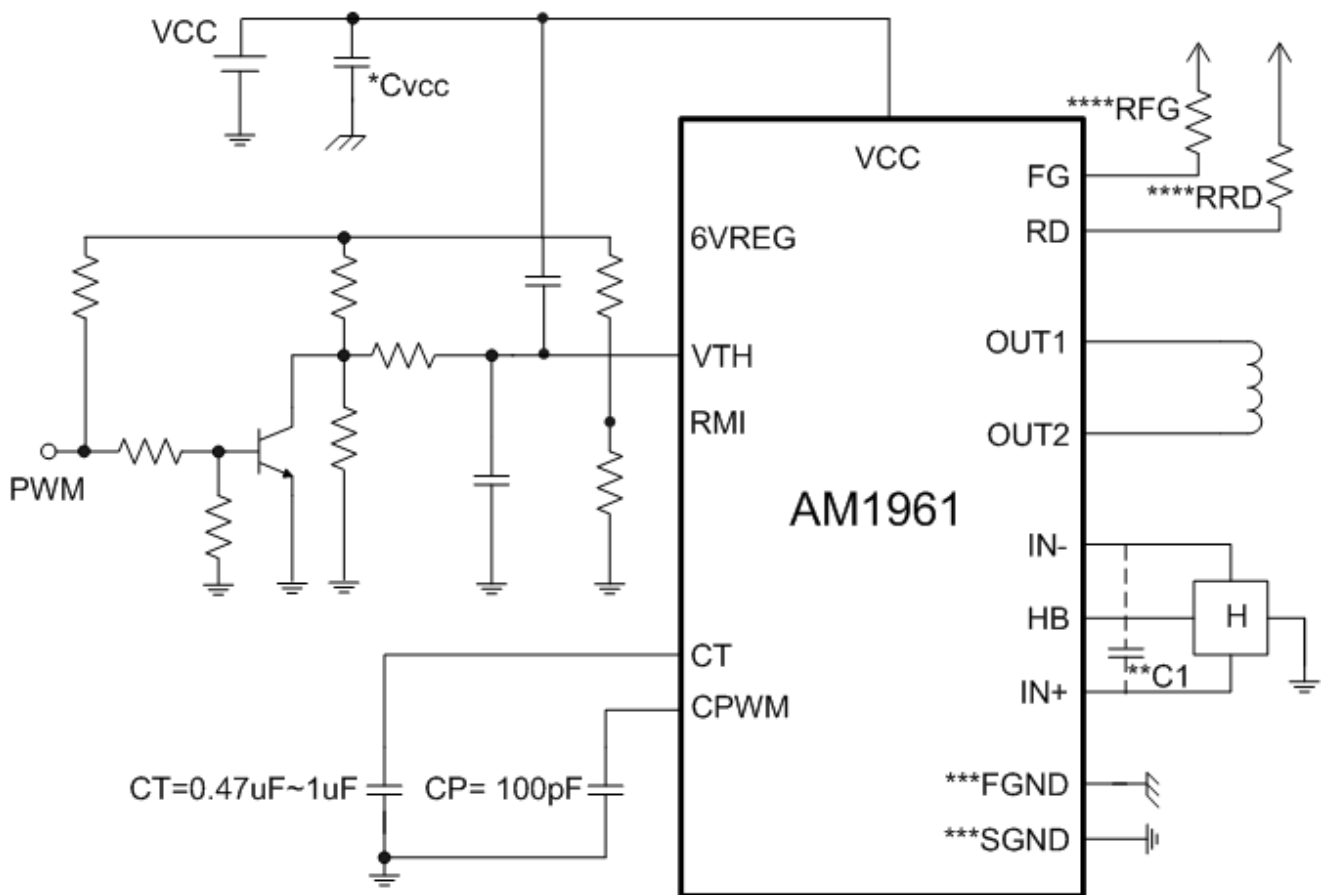 VCC
*Cvcc
****RFG
VCC
FG
****RRD
6VREG
RD
VTH
OUT1
RMI
OUT2
PWM
AM1961
IN-
HB
H
CT
**C1
IN+
CPWM
CT=0.47uF~1uF
CP= 100pF
***FGND
***SGND